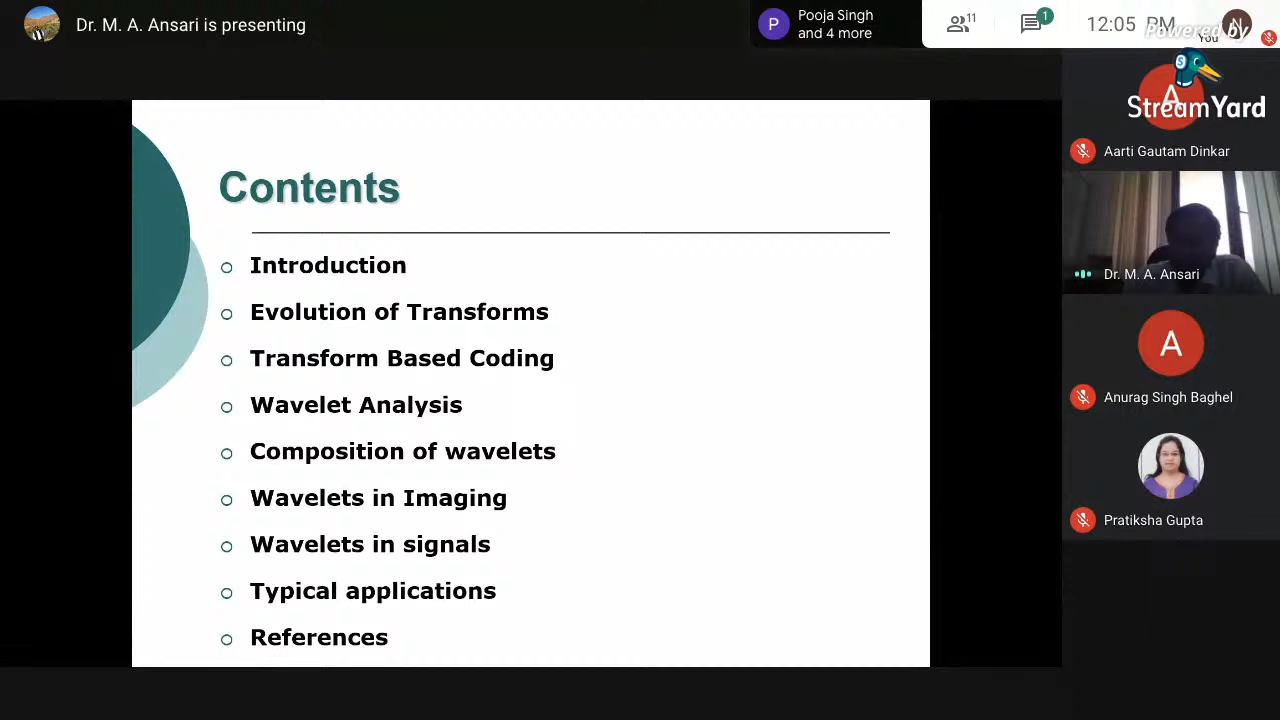 Dr. M. A. Ansari is presenting
P
Pooja Singh
and 4 more
11
1
12:05 PM
Powered by
N
You
S
A
StreamYard
Aarti Gautam Dinkar
Dr. M. A. Ansari
A
Anurag Singh Baghel
Pratiksha Gupta
Contents
Introduction
Evolution of Transforms
Transform Based Coding
Wavelet Analysis
Composition of wavelets
Wavelets in Imaging
Wavelets in signals
Typical applications
References